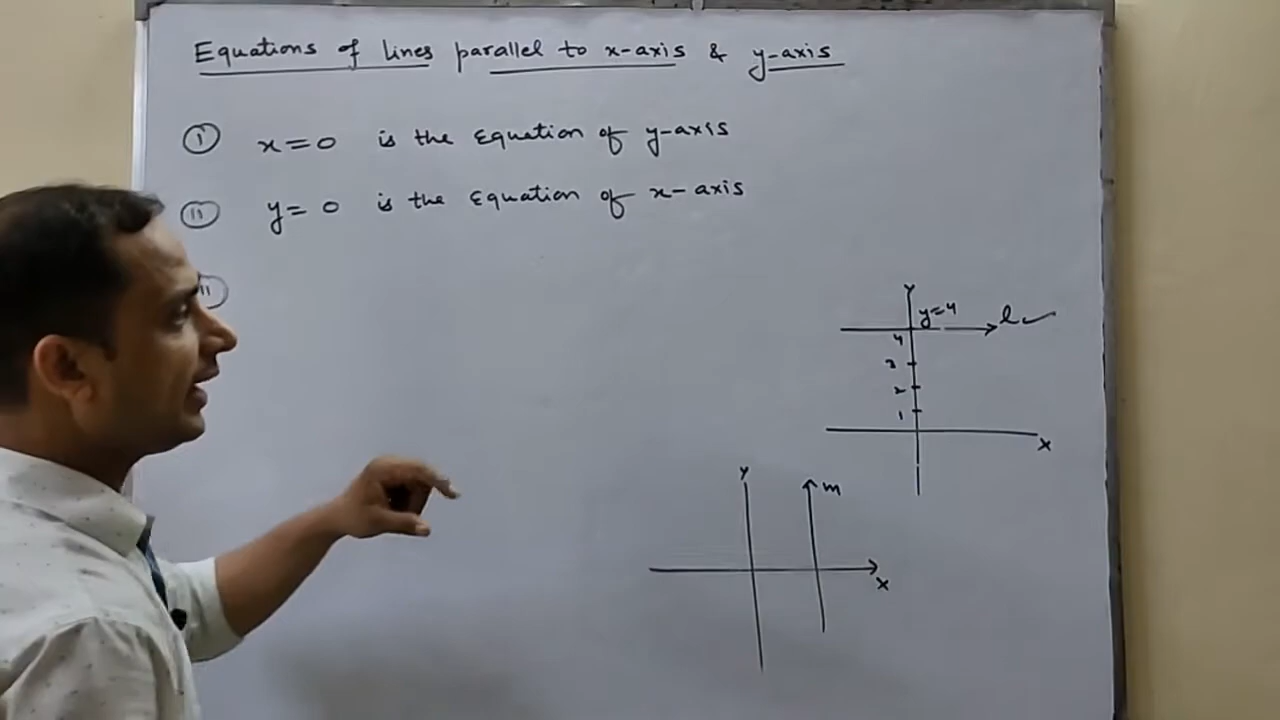 Equations of lines parallel to x-axis & y-axis
(i) x=0 is the Equation of y-axis
(ii) y=0 is the Equation of x-axis
y
y=4 l
4
3
2
1
x
y
m
x